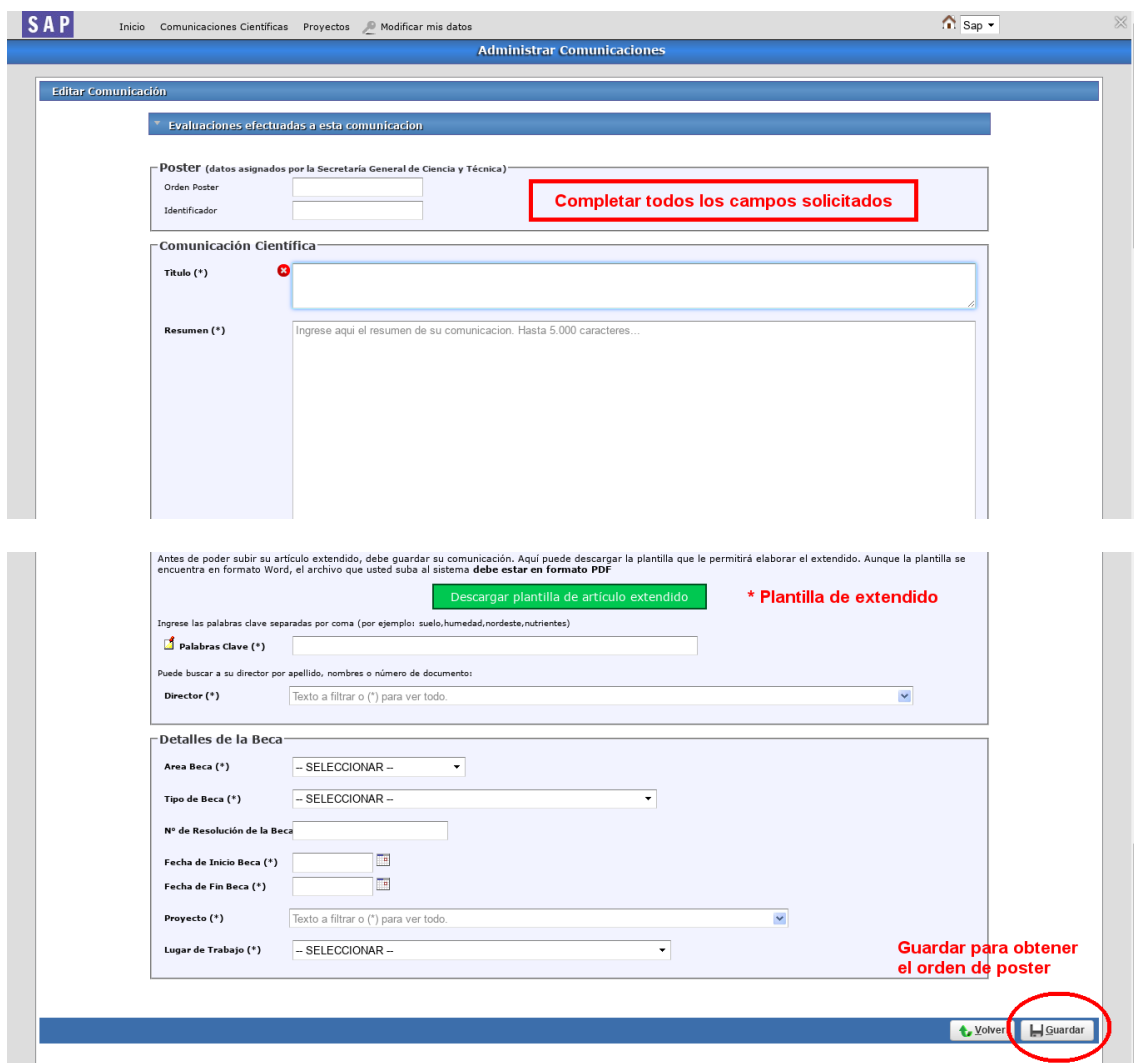 SAP Inicio Comunicaciones Científicas Proyectos Modificar mis datos Sap
Administrar Comunicaciones
Editar Comunicación
Evaluaciones efectuadas a esta comunicacion
Poster (datos asignados por la Secretaría General de Ciencia y Técnica)
Orden Poster
Completar todos los campos solicitados
Identificador
Comunicación Científica
Titulo (*)
Resumen (*) Ingrese aqui el resumen de su comunicacion. Hasta 5.000 caracteres...
Antes de poder subir su artículo extendido, debe guardar su comunicación. Aquí puede descargar la plantilla que le permitirá elaborar el extendido. Aunque la plantilla se
encuentra en formato Word, el archivo que usted suba al sistema debe estar en formato PDF
Descargar plantilla de artículo extendido * Plantilla de extendido
Ingrese las palabras clave separadas por coma (por ejemplo: suelo,humedad,nordeste,nutrientes)
Palabras Clave (*)
Puede buscar a su director por apellido, nombres o número de documento:
Director (*) Texto a filtrar o (*) para ver todo.
Detalles de la Beca
Area Beca (*) -- SELECCIONAR --
Tipo de Beca (*) -- SELECCIONAR --
Nº de Resolución de la Beca
Fecha de Inicio Beca (*)
Fecha de Fin Beca (*)
Proyecto (*) Texto a filtrar o (*) para ver todo.
Lugar de Trabajo (*) -- SELECCIONAR --
Guardar para obtener
el orden de poster
Volver Guardar